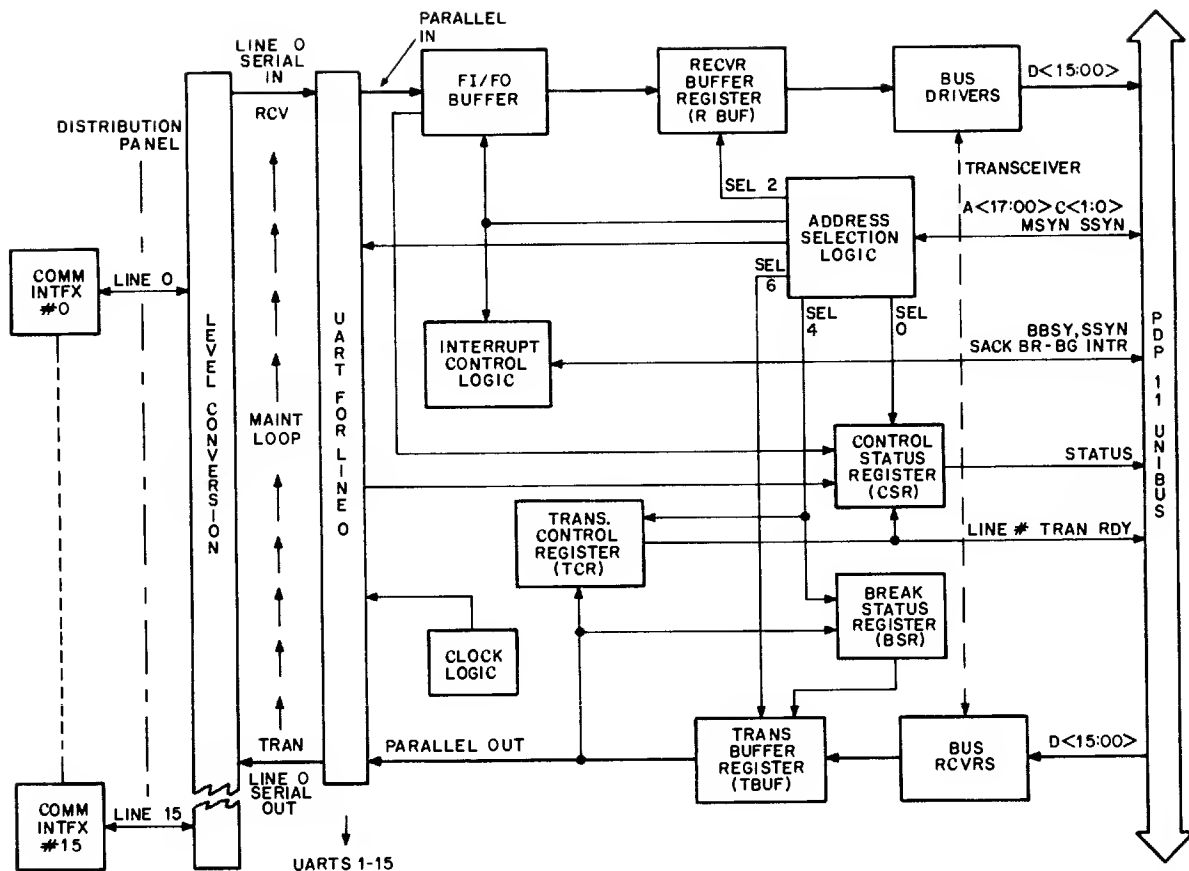 PARALLEL
IN
LINE 0
SERIAL
IN
RCV
DISTRIBUTION
PANEL
FI/FO
BUFFER
RECVR
BUFFER
REGISTER
(R BUF)
BUS
DRIVERS
D<15:00>
TRANSCEIVER
SEL 2
ADDRESS
SELECTION
LOGIC
A<17:00>C<1:0>
MSYN SSYN
SEL
6
SEL
4
SEL
0
COMM
INTFX
#0
LINE 0
LEVEL CONVERSION
MAINT
LOOP
UART FOR LINE 0
INTERRUPT
CONTROL
LOGIC
BBSY, SSYN
SACK BR-BG INTR
PDP 11 UNIBUS
CONTROL
STATUS
REGISTER
(CSR)
STATUS
TRANS.
CONTROL
REGISTER
(TCR)
LINE # TRAN RDY
BREAK
STATUS
REGISTER
(BSR)
CLOCK
LOGIC
TRAN
LINE 0
SERIAL
OUT
PARALLEL OUT
TRANS
BUFFER
REGISTER
(TBUF)
BUS
RCVRS
D<15:00>
COMM
INTFX
#15
LINE 15
UARTS 1-15